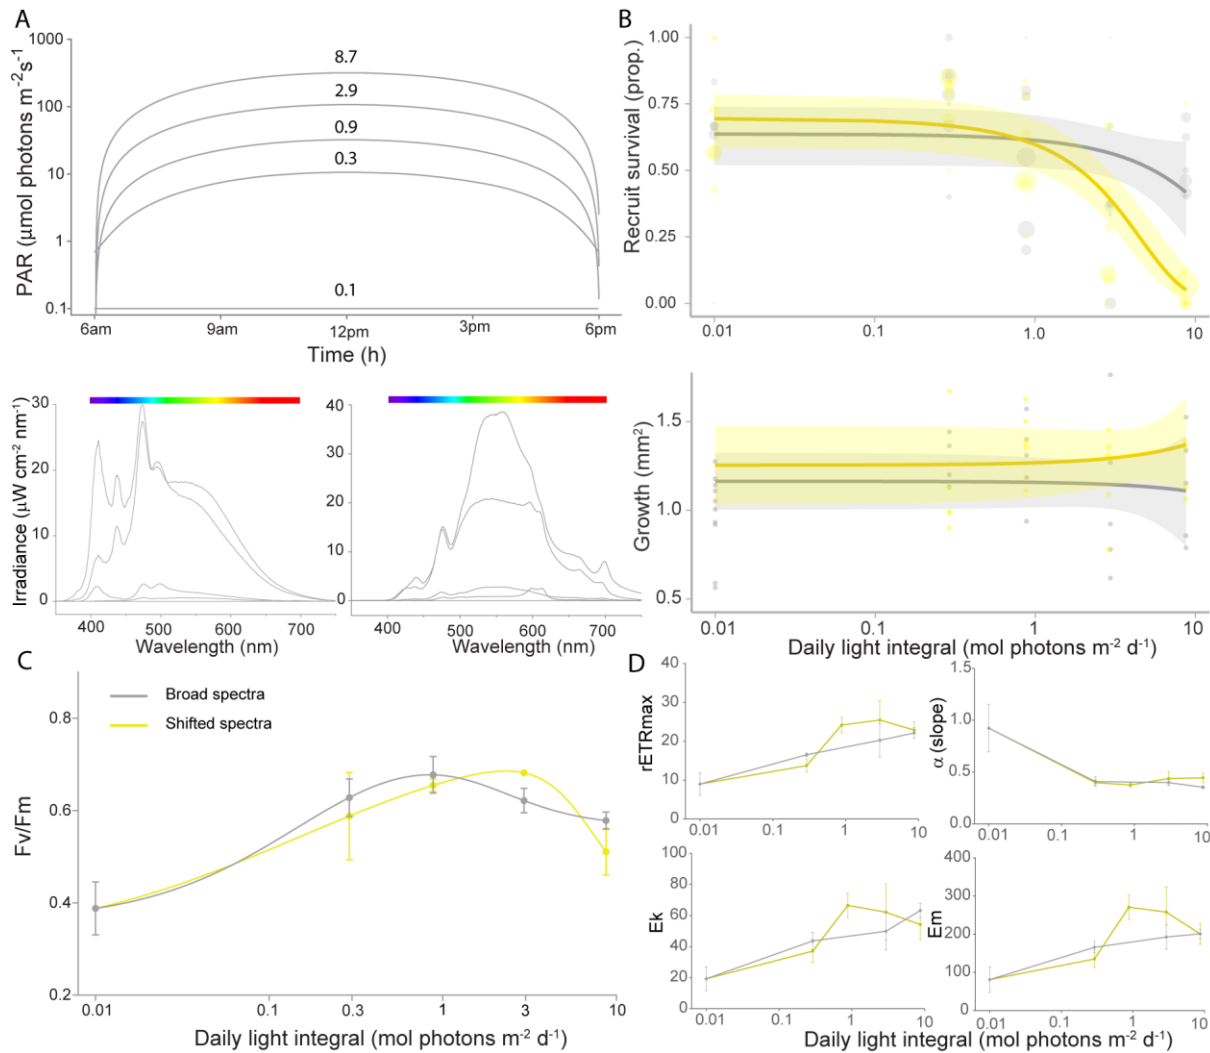 A
PAR (µmol photons m-2s-1
1000
100
10
1
0.1
8.7
2.9
0.9
0.3
0.1
6am 9am 12pm 3pm 6pm
Time (h)
Irradiance (µW cm-2 nm-1)
30
20
10
0
400 500 600 700
Wavelength (nm)
40
30
20
10
0
400 500 600 700
Wavelength (nm)
B
Recruit survival (prop.)
1.00
0.75
0.50
0.25
0.00
0.01 0.1 1.0 10
Growth (mm2)
1.5
1.0
0.5
0.01 0.1 1 10
Daily light integral (mol photons m-2 d-1)
C
Fv/Fm
0.8
0.6
0.4
0.2
Broad spectra
Shifted spectra
0.01 0.1 0.3 1 3 10
Daily light integral (mol photons m-2 d-1)
D
rETRmax
40
30
20
10
0
0.01 0.1 1 10
α (slope)
1.5
1.0
0.5
0.0
0.01 0.1 1 10
Ek
100
80
60
40
20
0
0.01 0.1 1 10
Em
400
300
200
100
0
0.01 0.1 1 10
Daily light integral (mol photons m-2 d-1)